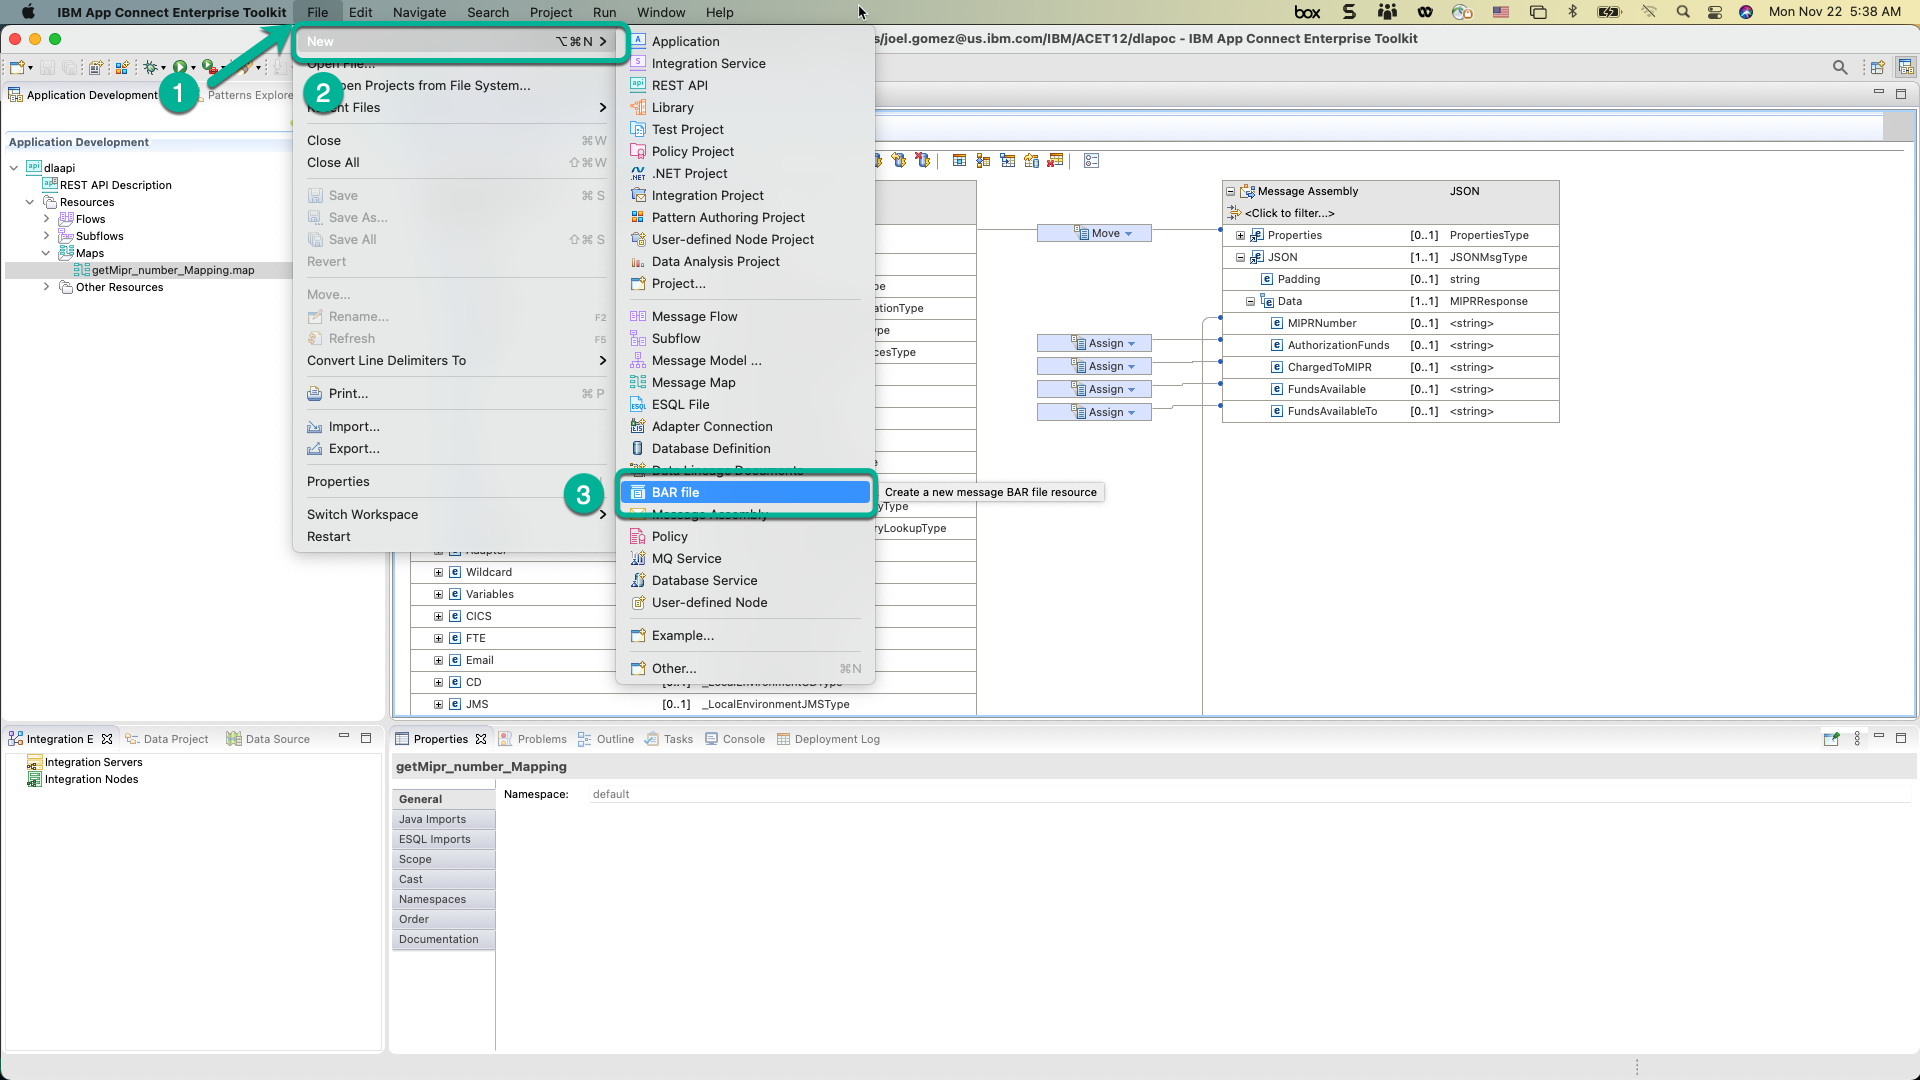 IBM App Connect Enterprise Toolkit File Edit Navigate Search Project Run Window Help box Mon Nov 22 5:38 AM
s/joel.gomez@us.ibm.com/IBM/ACET12/dlapoc - IBM App Connect Enterprise Toolkit
New ⌥⌘N
Open File...
Open Projects from File System...
Recent Files
Close ⌘W
Close All ⇧⌘W
Save ⌘S
Save As...
Save All ⇧⌘S
Revert
Move...
Rename... F2
Refresh F5
Convert Line Delimiters To
Print... ⌘P
Import...
Export...
Properties
Switch Workspace
Restart
1
2
3
Application
Integration Service
REST API
Library
Test Project
Policy Project
.NET Project
Integration Project
Pattern Authoring Project
User-defined Node Project
Data Analysis Project
Project...
Message Flow
Subflow
Message Model ...
Message Map
ESQL File
Adapter Connection
Database Definition
Data Lineage Documents
BAR file
Message Assembly
Policy
MQ Service
Database Service
User-defined Node
Example...
Other... ⌘N
Create a new message BAR file resource
Application Development Patterns Explore
Application Development
dlaapi
REST API Description
Resources
Flows
Subflows
Maps
getMipr_number_Mapping.map
Other Resources
pe
ationType
ype
cesType
e
yType
ryLookupType
Adapter
Wildcard
Variables
CICS
FTE
Email
CD [0..1] _LocalEnvironmentCDType
JMS [0..1] _LocalEnvironmentJMSType
Move
Assign
Assign
Assign
Assign
Message Assembly JSON
<Click to filter...>
Properties [0..1] PropertiesType
JSON [1..1] JSONMsgType
Padding [0..1] string
Data [1..1] MIPRResponse
MIPRNumber [0..1] <string>
AuthorizationFunds [0..1] <string>
ChargedToMIPR [0..1] <string>
FundsAvailable [0..1] <string>
FundsAvailableTo [0..1] <string>
Integration E Data Project Data Source
Integration Servers
Integration Nodes
Properties Problems Outline Tasks Console Deployment Log
getMipr_number_Mapping
General
Java Imports
ESQL Imports
Scope
Cast
Namespaces
Order
Documentation
Namespace: default